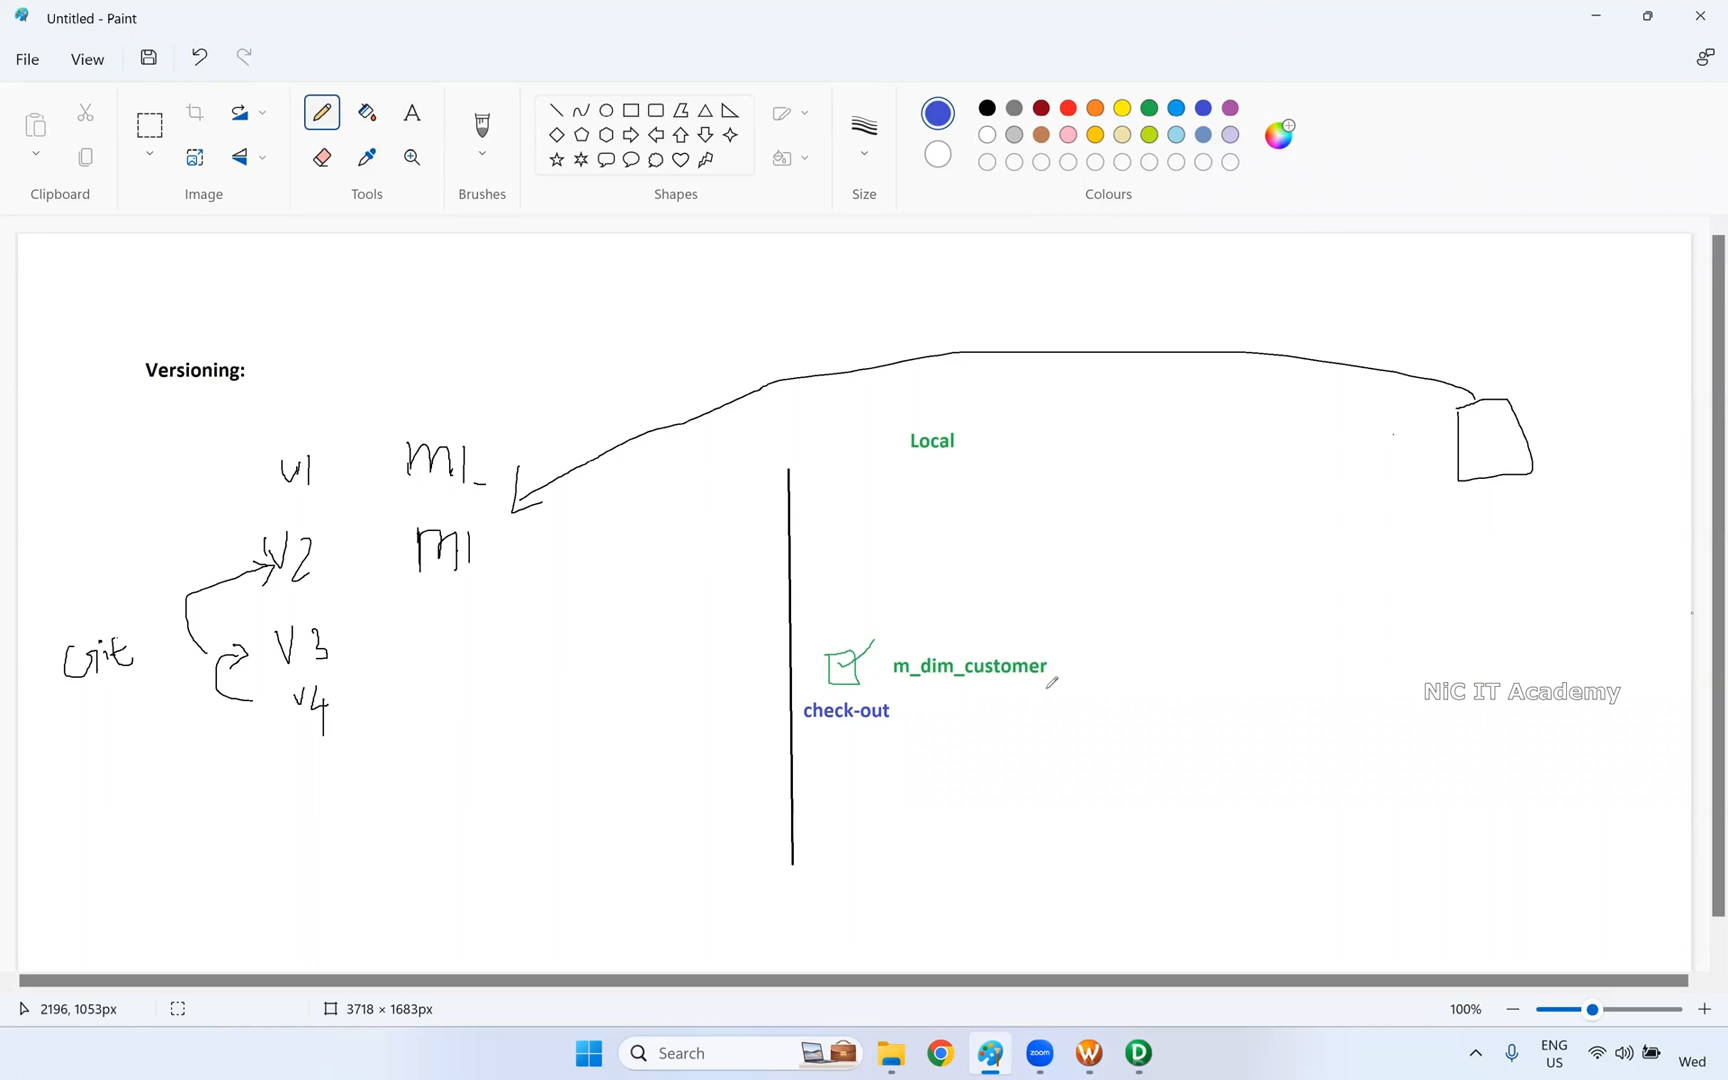 Untitled - Paint
File View
Clipboard Image Tools Brushes Shapes Size Colours
Versioning:
Local
v1 m1_
V2 m1
Git V3
m_dim_customer
NiC IT Academy
v4
check-out
2196, 1053px 3718 × 1683px 100%
Search zoom W D ENG
US Wed